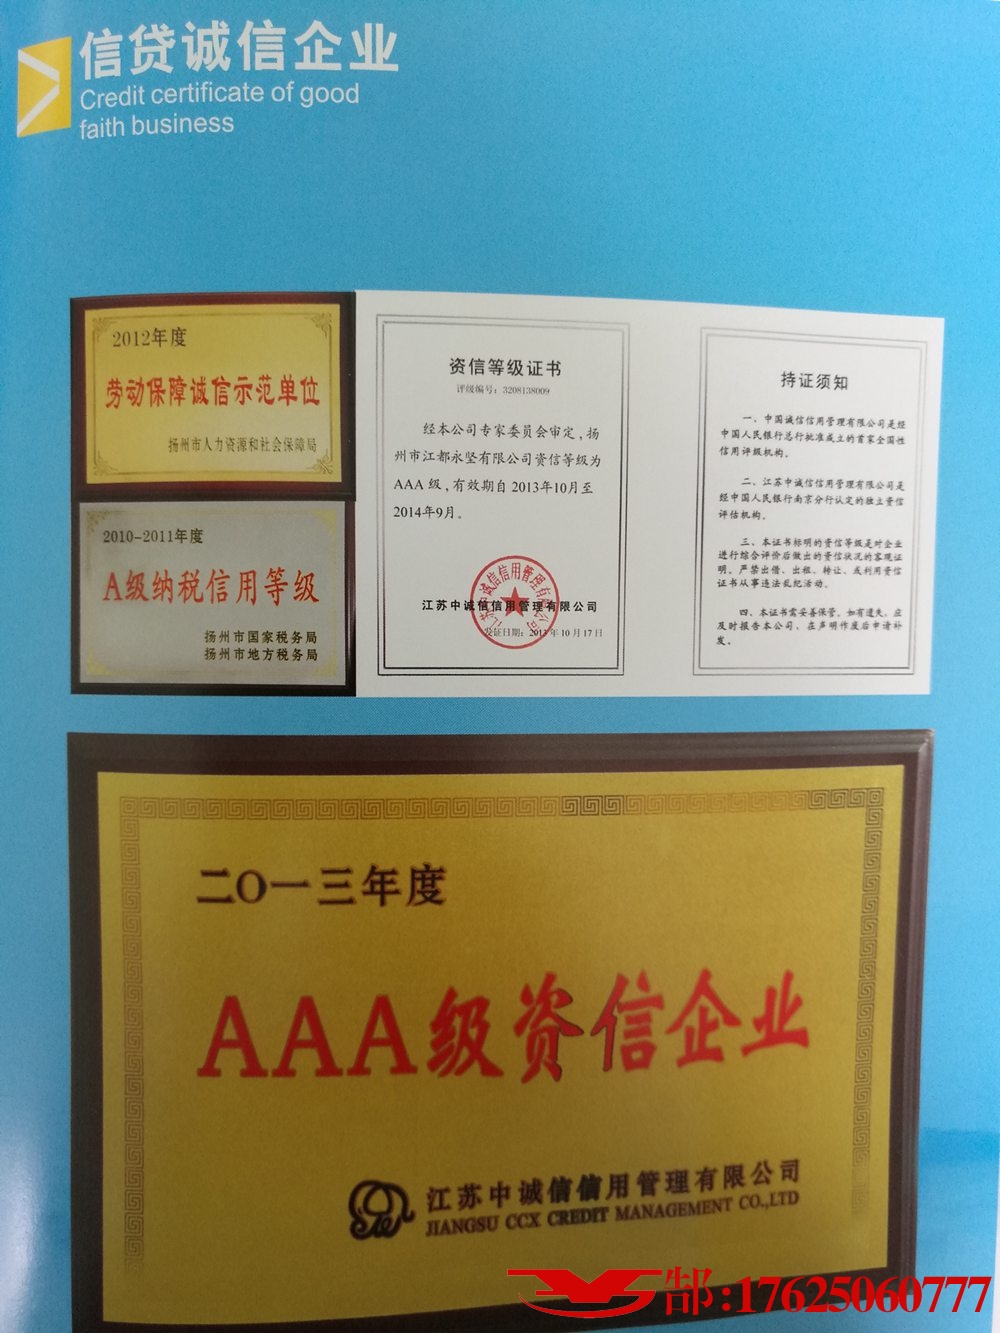 信贷诚信企业
Credit certificate of good
faith business
2012年度
劳动保障诚信示范单位
扬州市人力资源和社会保障局
2010-2011年度
A级纳税信用等级
扬州市国家税务局
扬州市地方税务局
资信等级证书
评级编号：3208138009
经本公司专家委员会审定，扬
州市江都永坚有限公司资信等级为
AAA 级，有效期自 2013年10月至
2014年9月。
江苏中诚信信用管理有限公司
发证日期：2013 年 10 月 17 日
持证须知
一、中国诚信信用管理有限公司是经
中国人民银行总行批准成立的首家全国性
信用评级机构。
二、江苏中诚信信用管理有限公司是
经中国人民银行南京分行认定的独立资信
评估机构。
三、本证书标明的资信等级是对企业
进行综合评价后做出的资信状况的客观证
明。严禁出借、出租、转让、或利用资信
证书从事违法乱纪活动。
四、本证书需妥善保管。如有遗失，应
及时报告本公司、在声明作废后申请补
发。
二〇一三年度
AAA级资信企业
江苏中诚信信用管理有限公司
JIANGSU CCX CREDIT MANAGEMENT CO.,LTD
郜:17625060777